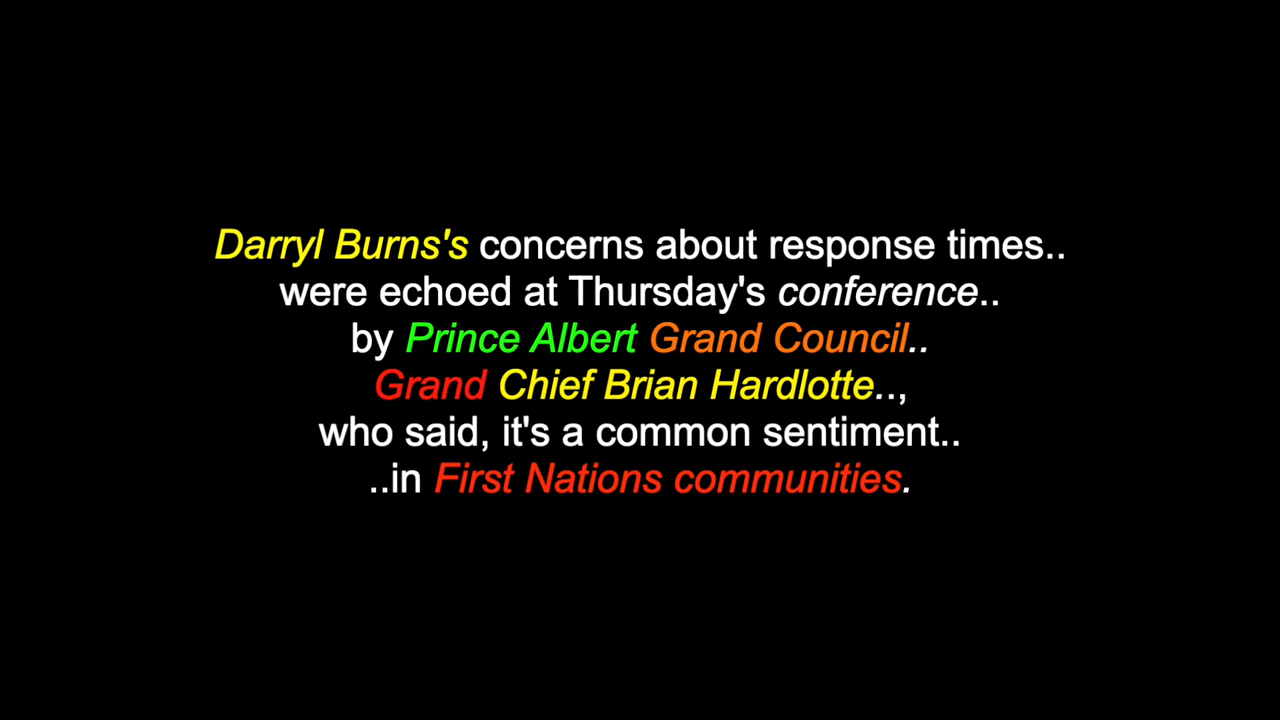 Darryl Burns's concerns about response times..
were echoed at Thursday's conference..
by Prince Albert Grand Council..
Grand Chief Brian Hardlotte..,
who said, it's a common sentiment..
..in First Nations communities.